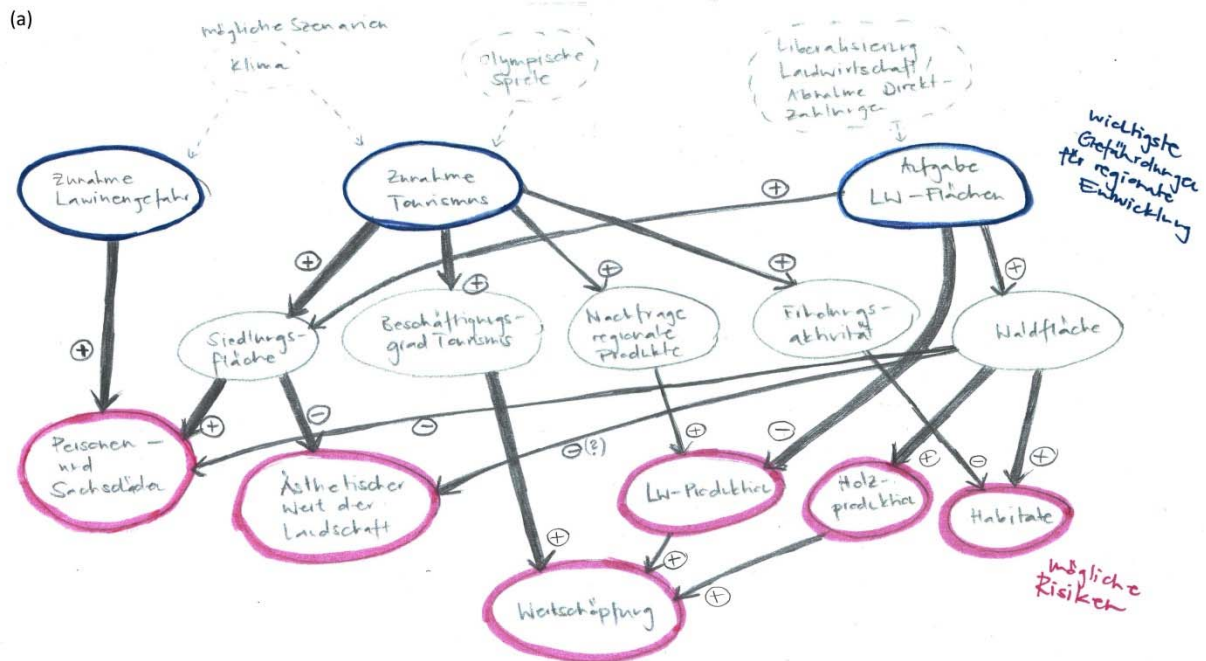 (a)
mögliche Szenarien
Klima
Olympische
Spiele
Liberalisierung
Landwirtschaft /
Abnahme Direkt-
zahlungen
wichtigste
Gefährdungen
für regionale
Entwicklung
Zunahme
Lawinengefahr
Zunahme
Tourismus
Aufgabe
LW-Flächen
+
+
+
+
+
+
Siedlungs-
fläche
Beschäftigungs-
grad Tourismus
Nachfrage
regionale
Produkte
Erholungs-
aktivität
Waldfläche
+
+
-
-
-(?)
+
-
+
-
+
Personen-
und
Sachschäden
Ästhetischer
Wert der
Landschaft
LW-Produktion
Holz-
produktion
Habitate
+
+
+
Wertschöpfung
mögliche
Risiken